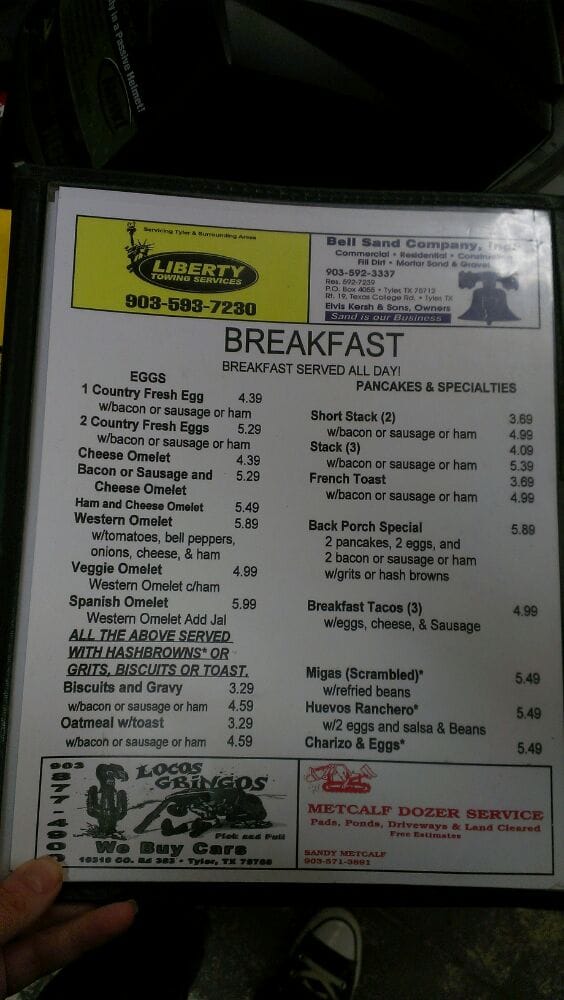 in a Passive Helmet!
Servicing Tyler & Surrounding Areas
LIBERTY
TOWING SERVICES
903-593-7230
Bell Sand Company, Inc.
Commercial • Residential • Construction
Fill Dirt • Mortar Sand & Gravel
903-592-3337
Res. 592-7239
P.O. Box 4055 • Tyler, TX 75712
Rt. 19, Texas College Rd. • Tyler, TX
Elvis Kersh & Sons, Owners
Sand is our Business
BREAKFAST
BREAKFAST SERVED ALL DAY!
EGGS
1 Country Fresh Egg 4.39
w/bacon or sausage or ham
2 Country Fresh Eggs 5.29
w/bacon or sausage or ham
Cheese Omelet 4.39
Bacon or Sausage and 5.29
Cheese Omelet
Ham and Cheese Omelet 5.49
Western Omelet 5.89
w/tomatoes, bell peppers,
onions, cheese, & ham
Veggie Omelet 4.99
Western Omelet c/ham
Spanish Omelet 5.99
Western Omelet Add Jal
ALL THE ABOVE SERVED
WITH HASHBROWNS* OR
GRITS, BISCUITS OR TOAST.
Biscuits and Gravy 3.29
w/bacon or sausage or ham 4.59
Oatmeal w/toast 3.29
w/bacon or sausage or ham 4.59
PANCAKES & SPECIALTIES
Short Stack (2) 3.69
w/bacon or sausage or ham 4.99
Stack (3) 4.09
w/bacon or sausage or ham 5.39
French Toast 3.69
w/bacon or sausage or ham 4.99
Back Porch Special 5.89
2 pancakes, 2 eggs, and
2 bacon or sausage or ham
w/grits or hash browns
Breakfast Tacos (3) 4.99
w/eggs, cheese, & Sausage
Migas (Scrambled)* 5.49
w/refried beans
Huevos Ranchero* 5.49
w/2 eggs and salsa & Beans
Charizo & Eggs* 5.49
903
877-4900
LOCOS
GRINGOS
Pick and Pull
We Buy Cars
METCALF DOZER SERVICE
Pads, Ponds, Driveways & Land Cleared
Free Estimates
SANDY METCALF
903-571-3891